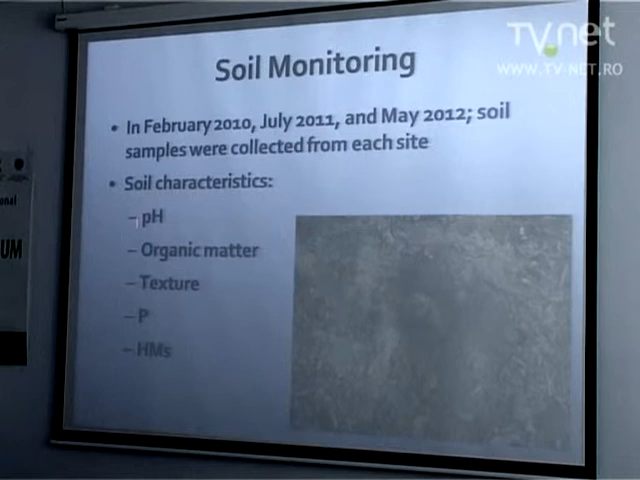 TV.net
WWW.TV-NET.RO
Soil Monitoring
• In February 2010, July 2011, and May 2012; soil
samples were collected from each site
• Soil characteristics:
– pH
– Organic matter
– Texture
– P
– HMs
onal
UM